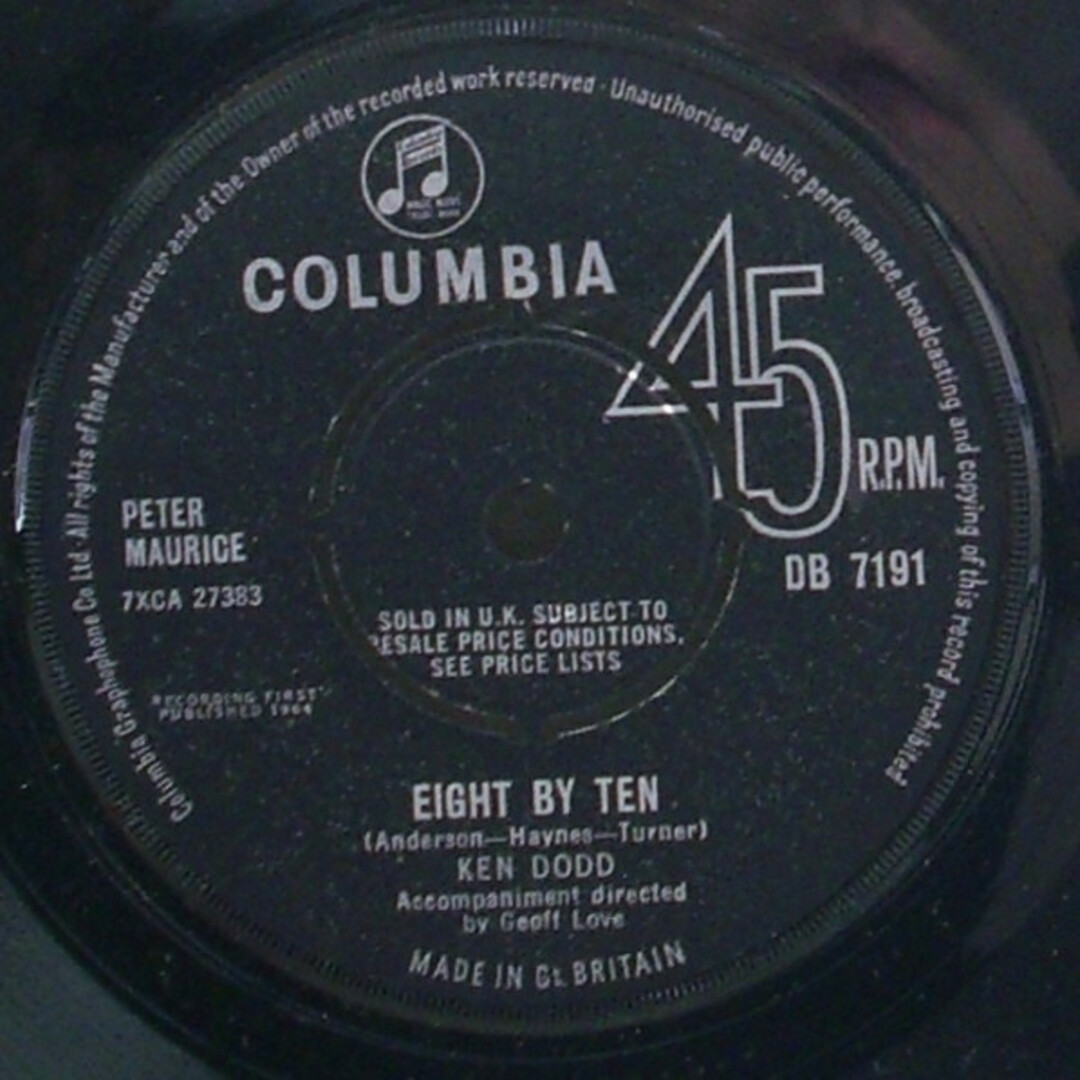 Columbia Graphophone Co Ltd · All rights of the Manufacturer and of the Owner of the recorded work reserved · Unauthorised public performance, broadcasting and copying of this record prohibited
COLUMBIA
45
R.P.M.
PETER
MAURICE
7XCA 27383
DB 7191
SOLD IN U.K. SUBJECT TO
RESALE PRICE CONDITIONS,
SEE PRICE LISTS
RECORDING FIRST
PUBLISHED 1964
EIGHT BY TEN
(Anderson—Haynes—Turner)
KEN DODD
Accompaniment directed
by Geoff Love
MADE IN Gt. BRITAIN